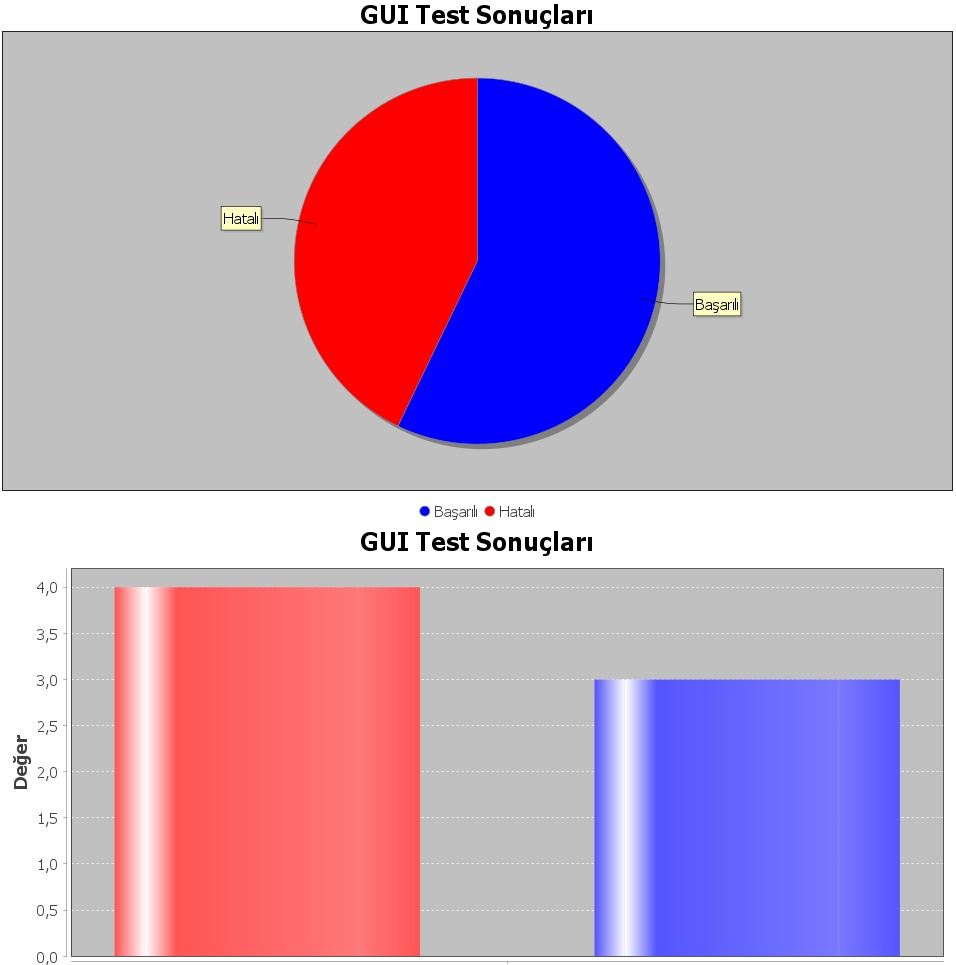 GUI Test Sonuçları
Hatalı
Başarılı
Başarılı Hatalı
GUI Test Sonuçları
Değer
4,0
3,5
3,0
2,5
2,0
1,5
1,0
0,5
0,0